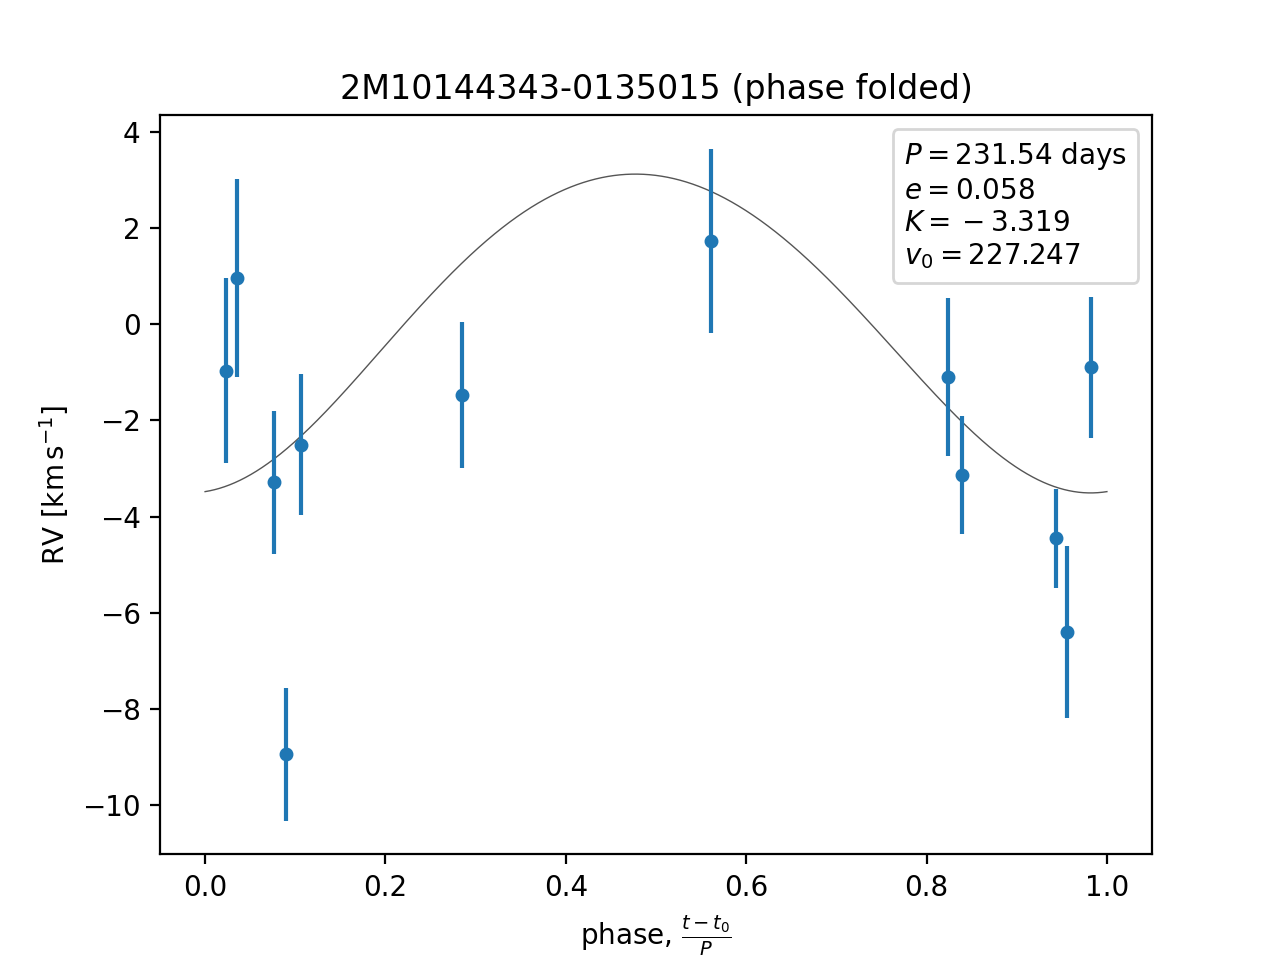 2M10144343-0135015 (phase folded)
P = 231.54 days
e = 0.058
K = −3.319
v₀ = 227.247
4
2
0
−2
−4
−6
−8
−10
RV [km s⁻¹]
0.0 0.2 0.4 0.6 0.8 1.0
phase, (t − t₀)/P